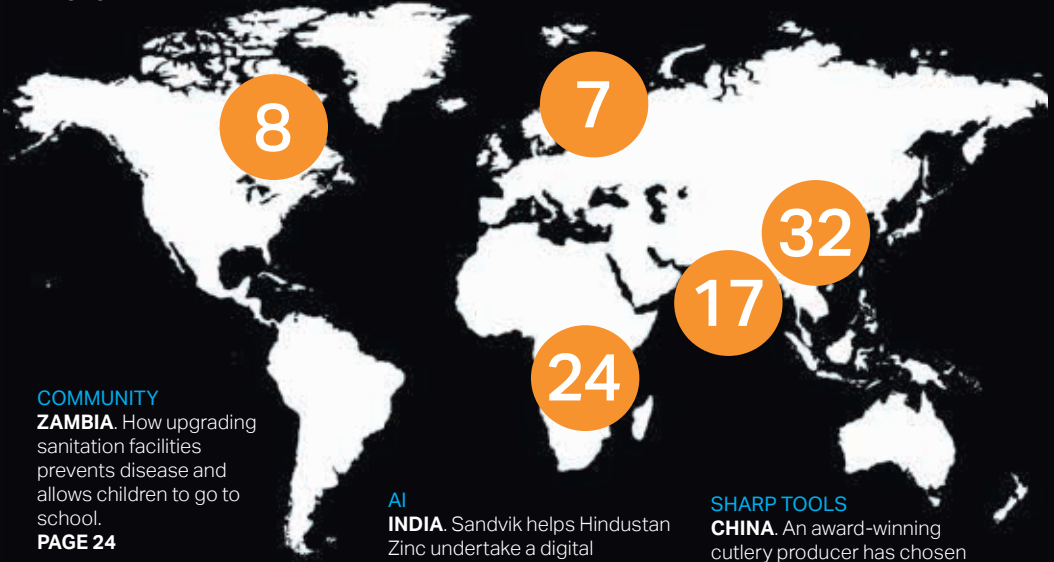 8
7
32
17
24
COMMUNITY
ZAMBIA. How upgrading
sanitation facilities
prevents disease and
allows children to go to
school.
PAGE 24
AI
INDIA. Sandvik helps Hindustan
Zinc undertake a digital
SHARP TOOLS
CHINA. An award-winning
cutlery producer has chosen